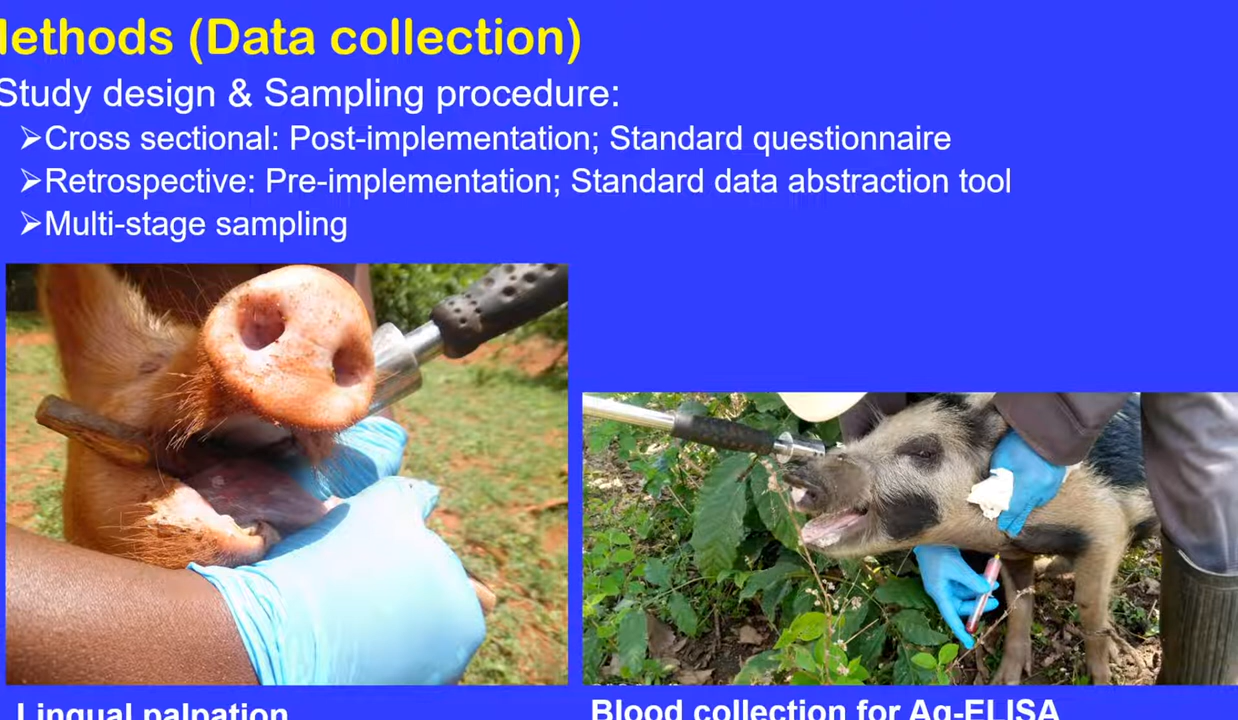 Methods (Data collection)
Study design & Sampling procedure:
➢Cross sectional: Post-implementation; Standard questionnaire
➢Retrospective: Pre-implementation; Standard data abstraction tool
➢Multi-stage sampling
Lingual palpation
Blood collection for Ag-ELISA